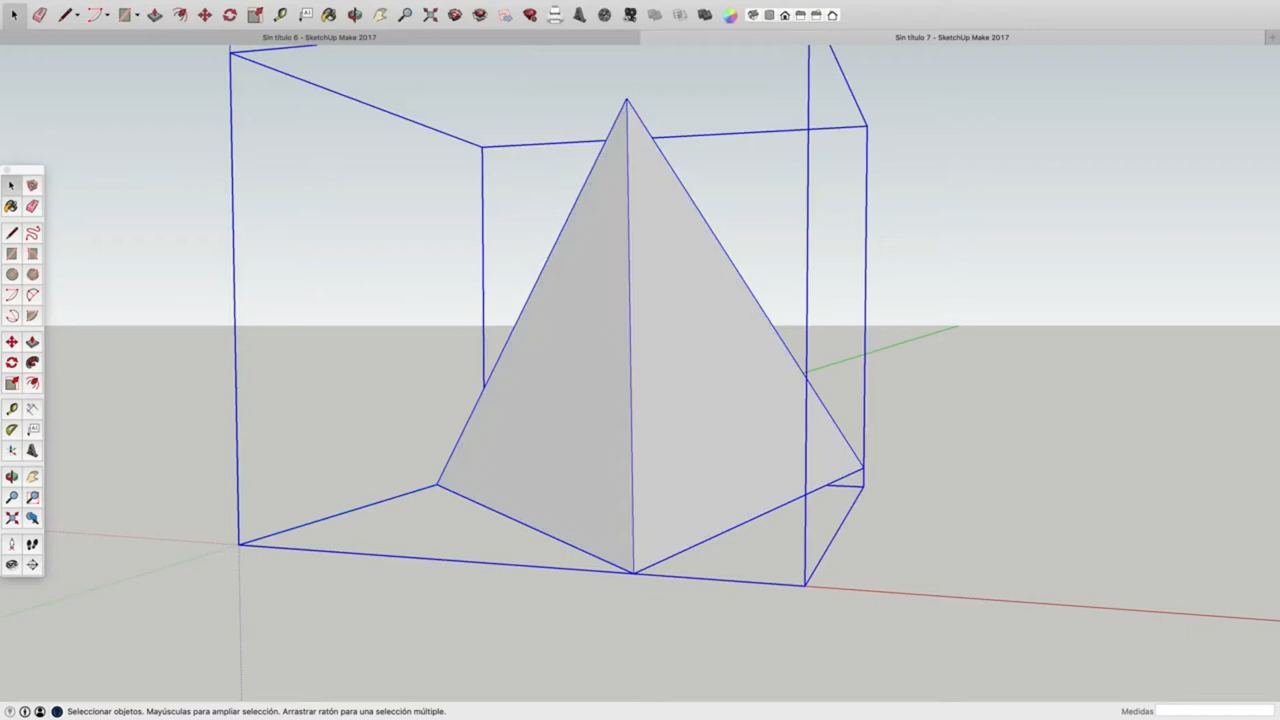 Sin título 6 - SketchUp Make 2017
Sin título 7 - SketchUp Make 2017
Seleccionar objetos. Mayúsculas para ampliar selección. Arrastrar ratón para una selección múltiple.
Medidas